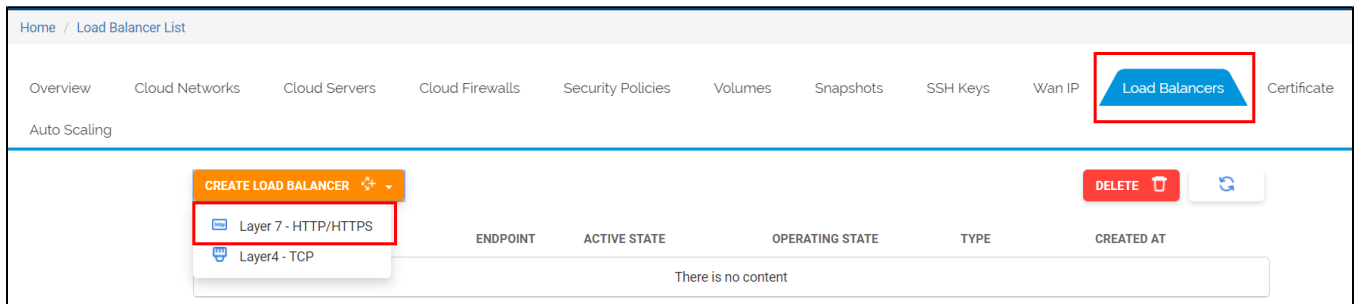 Home / Load Balancer List
Overview Cloud Networks Cloud Servers Cloud Firewalls Security Policies Volumes Snapshots SSH Keys Wan IP Load Balancers Certificate
Auto Scaling
CREATE LOAD BALANCER DELETE
Layer 7 - HTTP/HTTPS
ENDPOINT ACTIVE STATE OPERATING STATE TYPE CREATED AT
Layer4 - TCP
There is no content